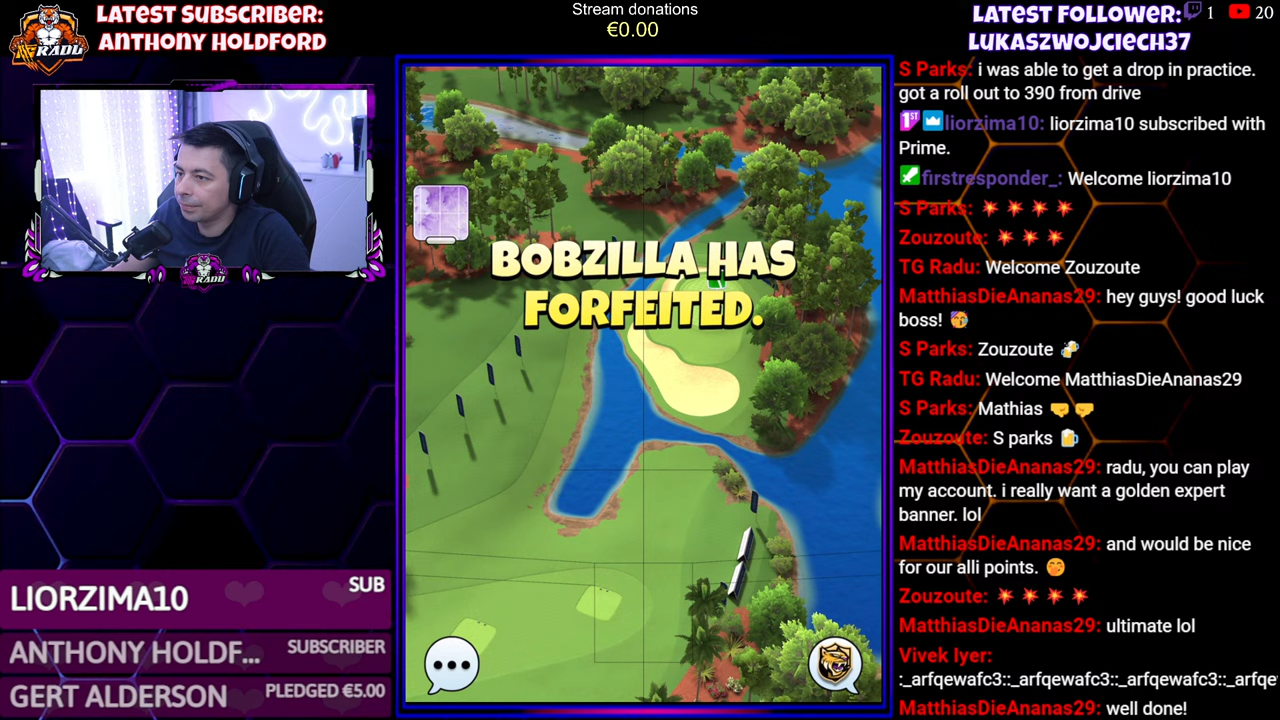 LATEST SUBSCRIBER:
ANTHONY HOLDFORD
RADU
Stream donations
€0.00
LATEST FOLLOWER:
LUKASZWOJCIECH37
1
20
BOBZILLA HAS
FORFEITED.
LIORZIMA10
SUB
ANTHONY HOLDF...
SUBSCRIBER
GERT ALDERSON
PLEDGED €5.00
S Parks: i was able to get a drop in practice.
got a roll out to 390 from drive
1ST liorzima10: liorzima10 subscribed with
Prime.
firstresponder_: Welcome liorzima10
S Parks: 💥 💥 💥 💥
Zouzoute: 💥 💥 💥
TG Radu: Welcome Zouzoute
MatthiasDieAnanas29: hey guys! good luck
boss! 🥳
S Parks: Zouzoute 🍻
TG Radu: Welcome MatthiasDieAnanas29
S Parks: Mathias 🤜 🤛
Zouzoute: S parks 🍺
MatthiasDieAnanas29: radu, you can play
my account. i really want a golden expert
banner. lol
MatthiasDieAnanas29: and would be nice
for our alli points. 🤭
Zouzoute: 💥 💥 💥 💥
MatthiasDieAnanas29: ultimate lol
Vivek Iyer:
:_arfqewafc3::_arfqewafc3::_arfqewafc3::_arfqe
MatthiasDieAnanas29: well done!